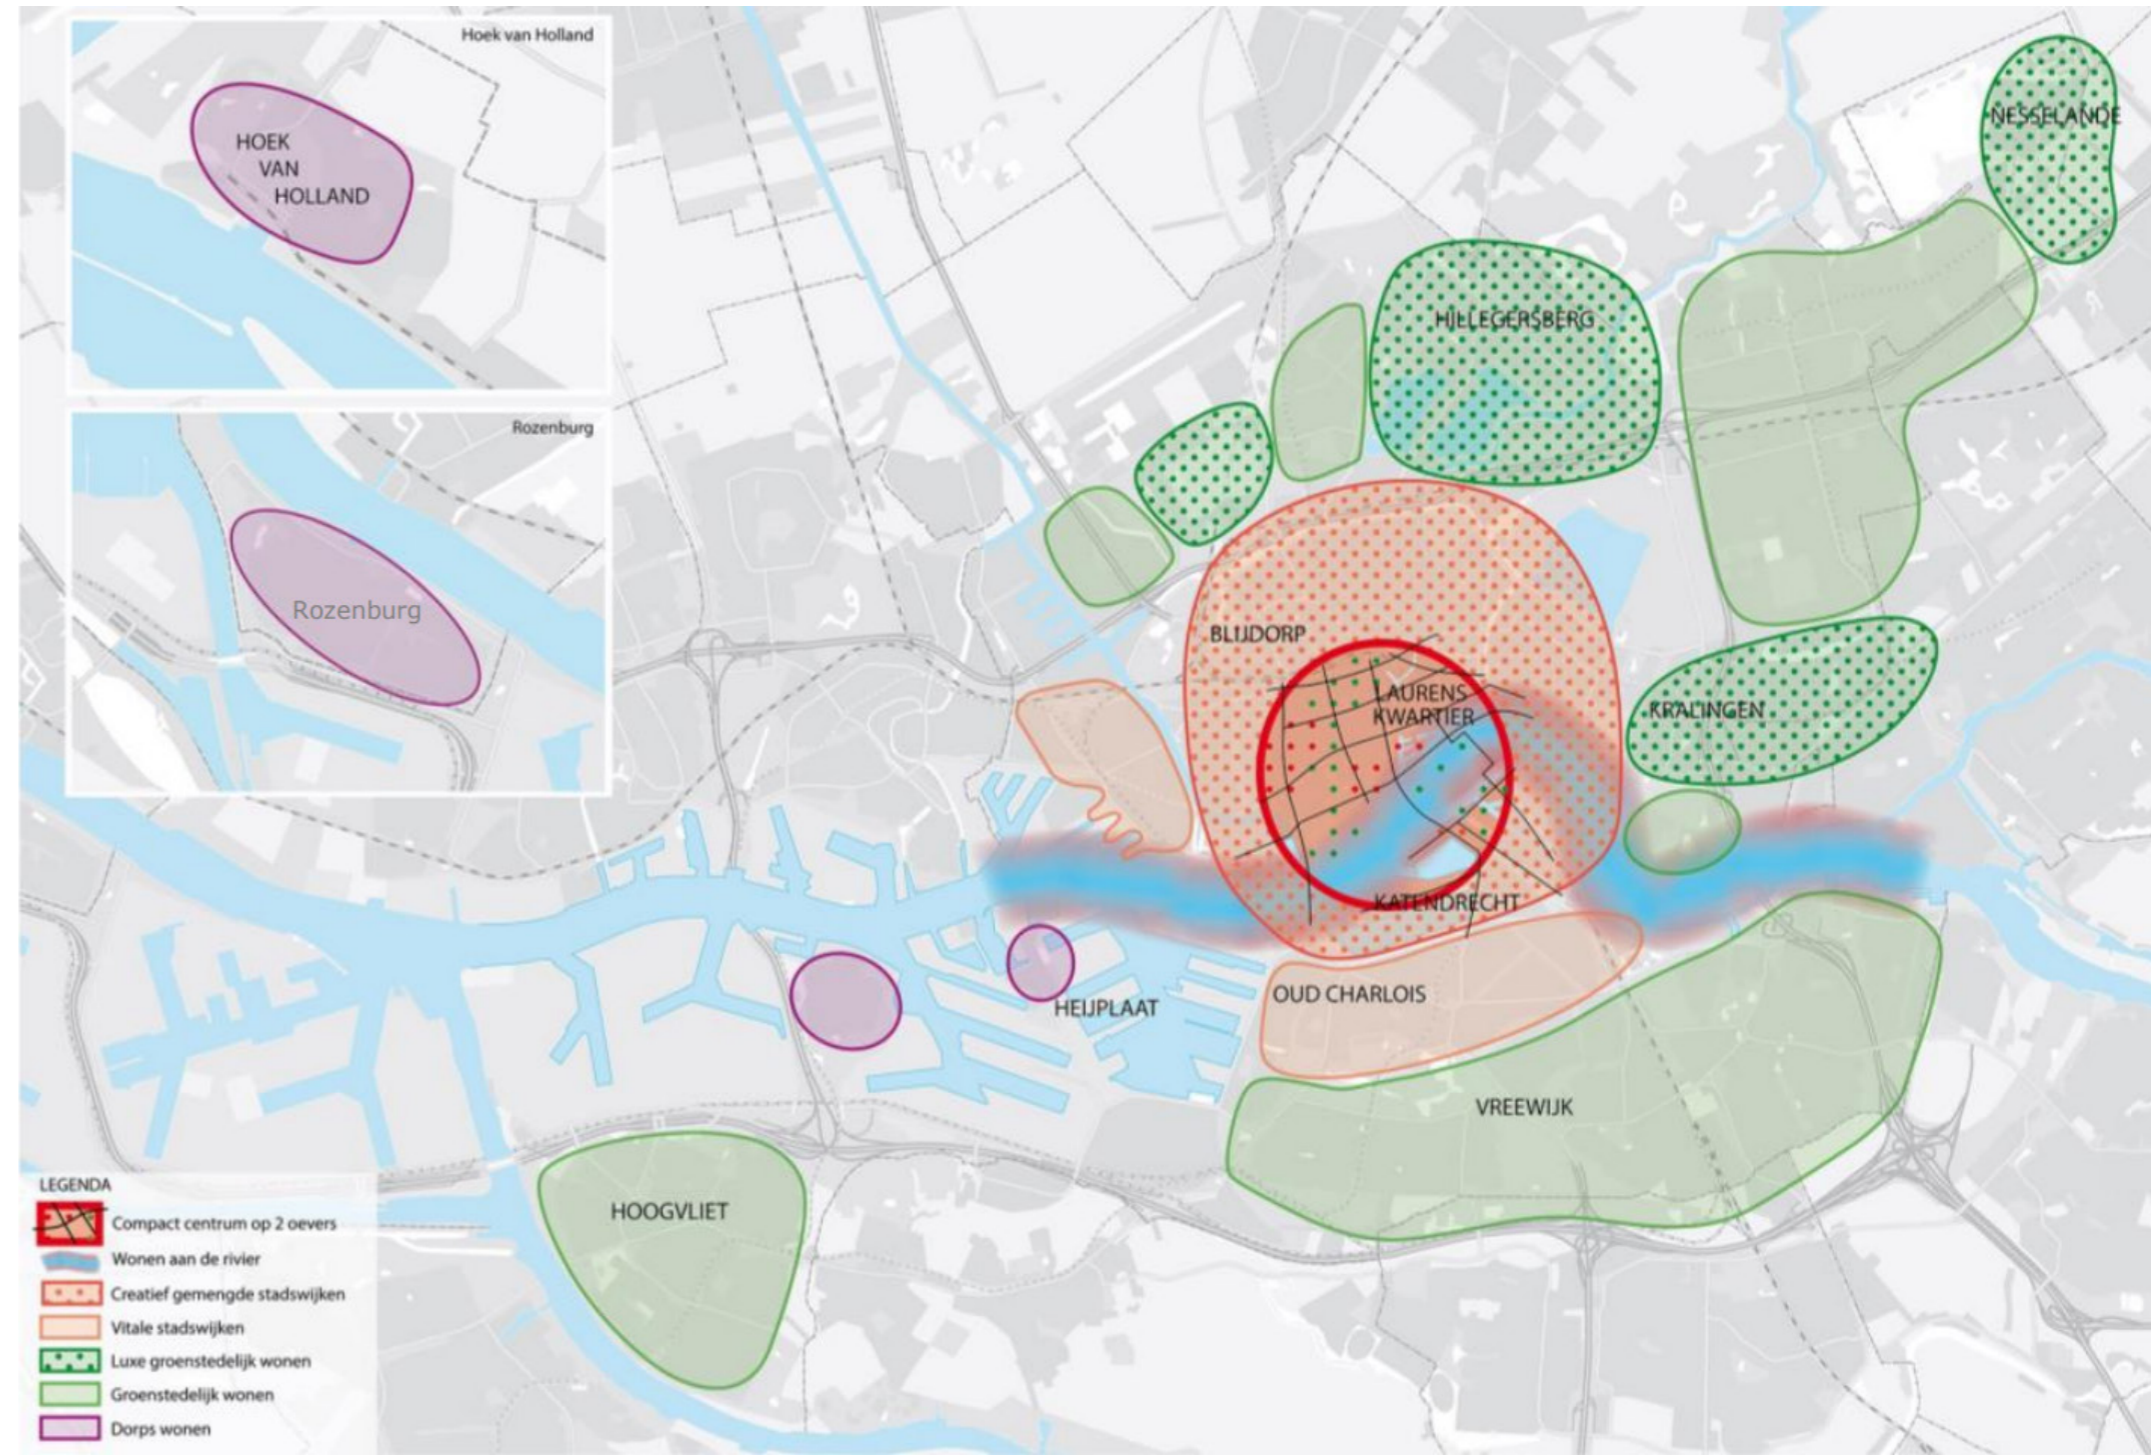 Hoek van Holland
HOEK
VAN
HOLLAND
Rozenburg
Rozenburg
NESSELANDE
HILLEGERSBERG
BLIJDORP
LAURENS
KWARTIER
KRALINGEN
KATENDRECHT
OUD CHARLOIS
HEIJPLAAT
VREEWIJK
HOOGVLIET
LEGENDA
Compact centrum op 2 oevers
Wonen aan de rivier
Creatief gemengde stadswijken
Vitale stadswijken
Luxe groenstedelijk wonen
Groenstedelijk wonen
Dorps wonen